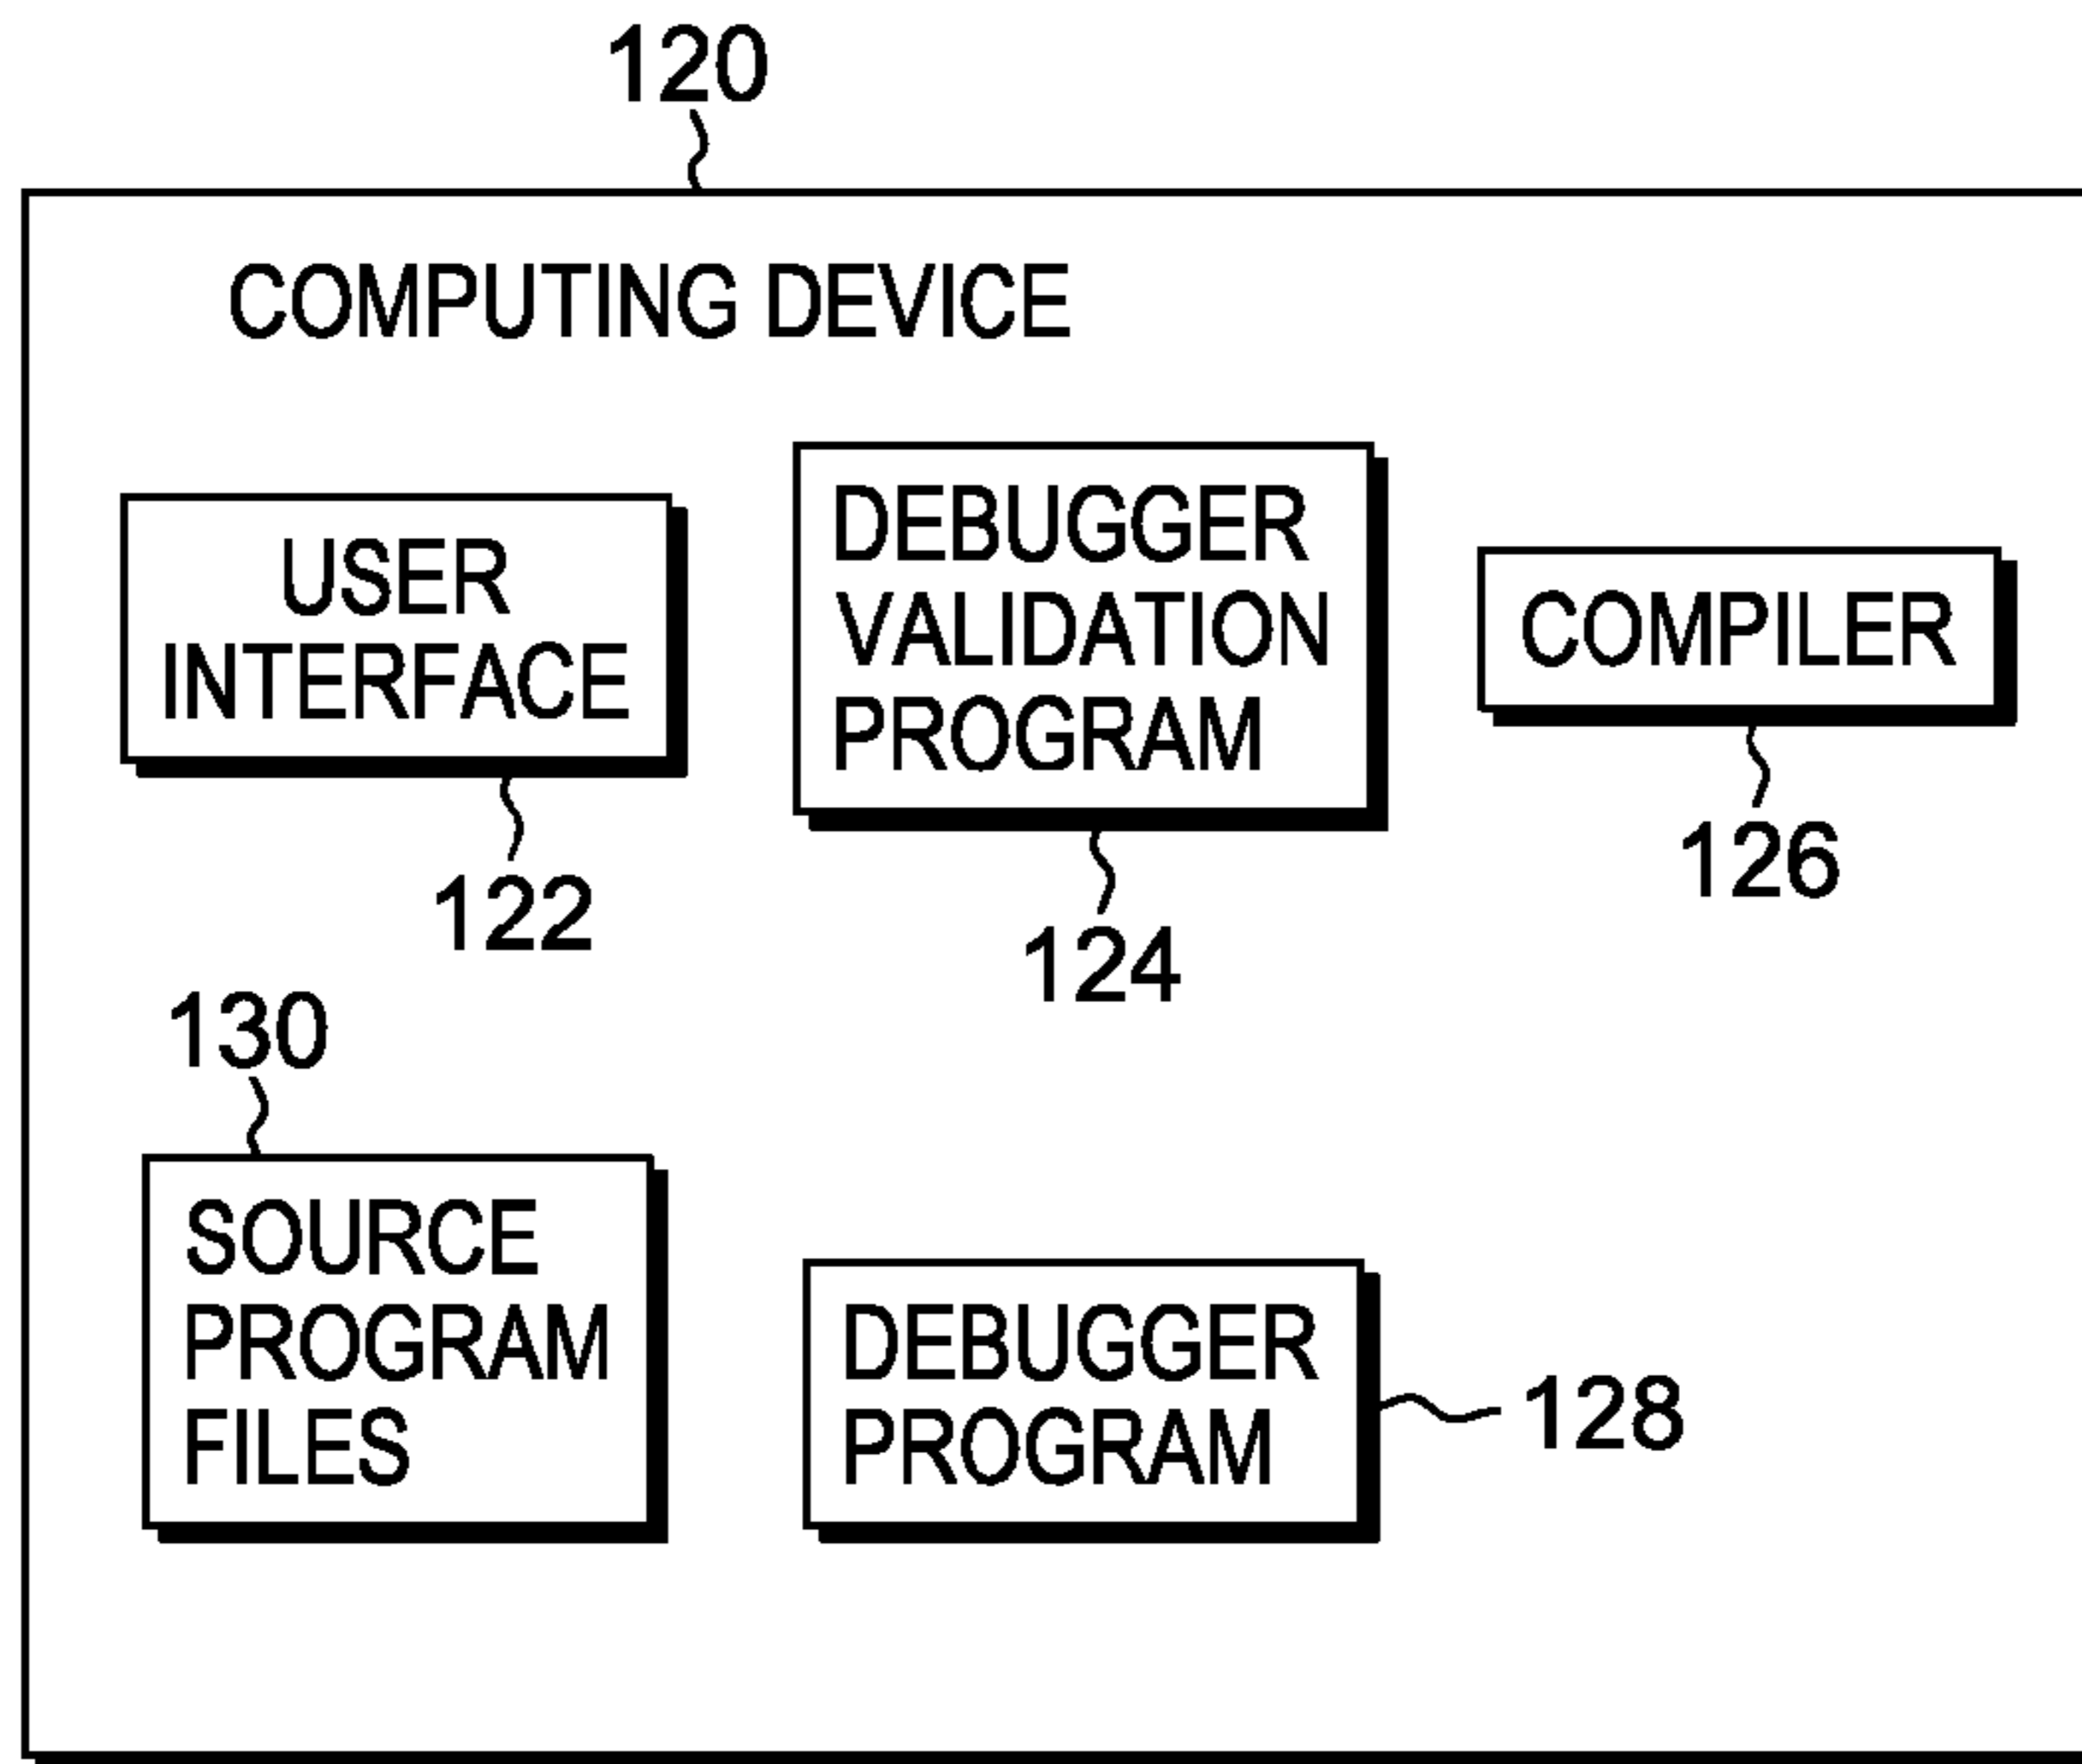 120
COMPUTING DEVICE
USER
INTERFACE
122
DEBUGGER
VALIDATION
PROGRAM
124
COMPILER
126
130
SOURCE
PROGRAM
FILES
DEBUGGER
PROGRAM
128